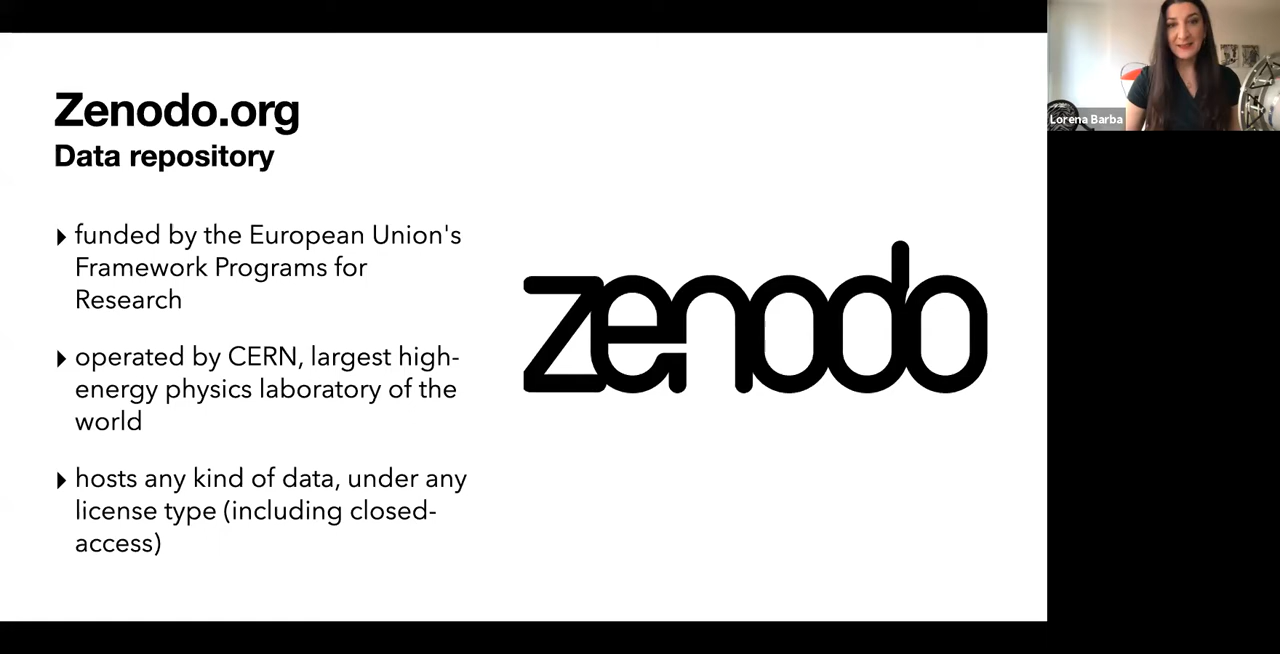 Zenodo.org
Data repository
funded by the European Union's
Framework Programs for
Research
operated by CERN, largest high-
energy physics laboratory of the
world
hosts any kind of data, under any
license type (including closed-
access)
zenodo
Lorena Barba